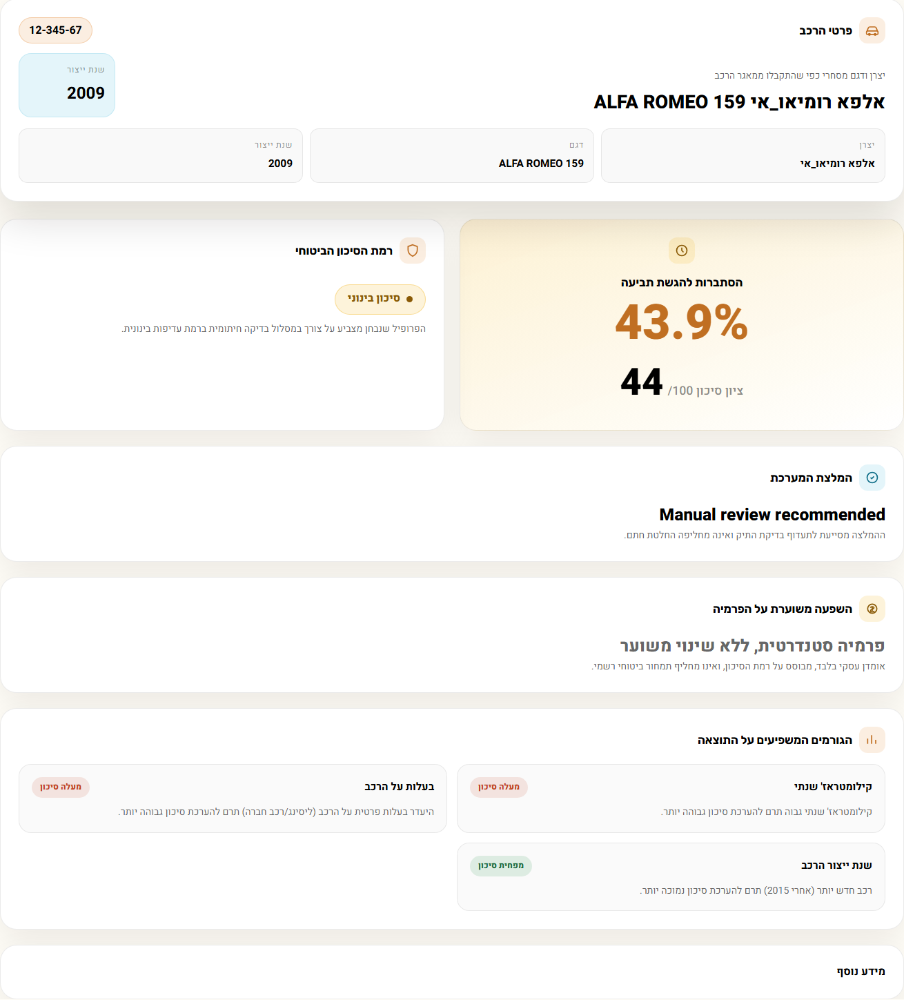 פרטי הרכב
12-345-67
יצרן ודגם מסחרי כפי שהתקבלו ממאגר הרכב
אלפא רומיאו_אי ALFA ROMEO 159
שנת ייצור
2009
יצרן
אלפא רומיאו_אי
דגם
ALFA ROMEO 159
שנת ייצור
2009
הסתברות להגשת תביעה
43.9%
44 /100 ציון סיכון
רמת הסיכון הביטוחי
סיכון בינוני
הפרופיל שנבחן מצביע על צורך במסלול בדיקה חיתומית ברמת עדיפות בינונית.
המלצת המערכת
Manual review recommended
ההמלצה מסייעת לתעדוף בדיקת התיק ואינה מחליפה החלטת חתם.
השפעה משוערת על הפרמיה
פרמיה סטנדרטית, ללא שינוי משוער
אומדן עסקי בלבד, מבוסס על רמת הסיכון, ואינו מחליף תמחור ביטוחי רשמי.
הגורמים המשפיעים על התוצאה
קילומטראז' שנתי
מעלה סיכון
קילומטראז' שנתי גבוה תרם להערכת סיכון גבוהה יותר.
בעלות על הרכב
מעלה סיכון
היעדר בעלות פרטית על הרכב (ליסינג/רכב חברה) תרם להערכת סיכון גבוהה יותר.
שנת ייצור הרכב
מפחית סיכון
רכב חדש יותר (אחרי 2015) תרם להערכת סיכון נמוכה יותר.
מידע נוסף